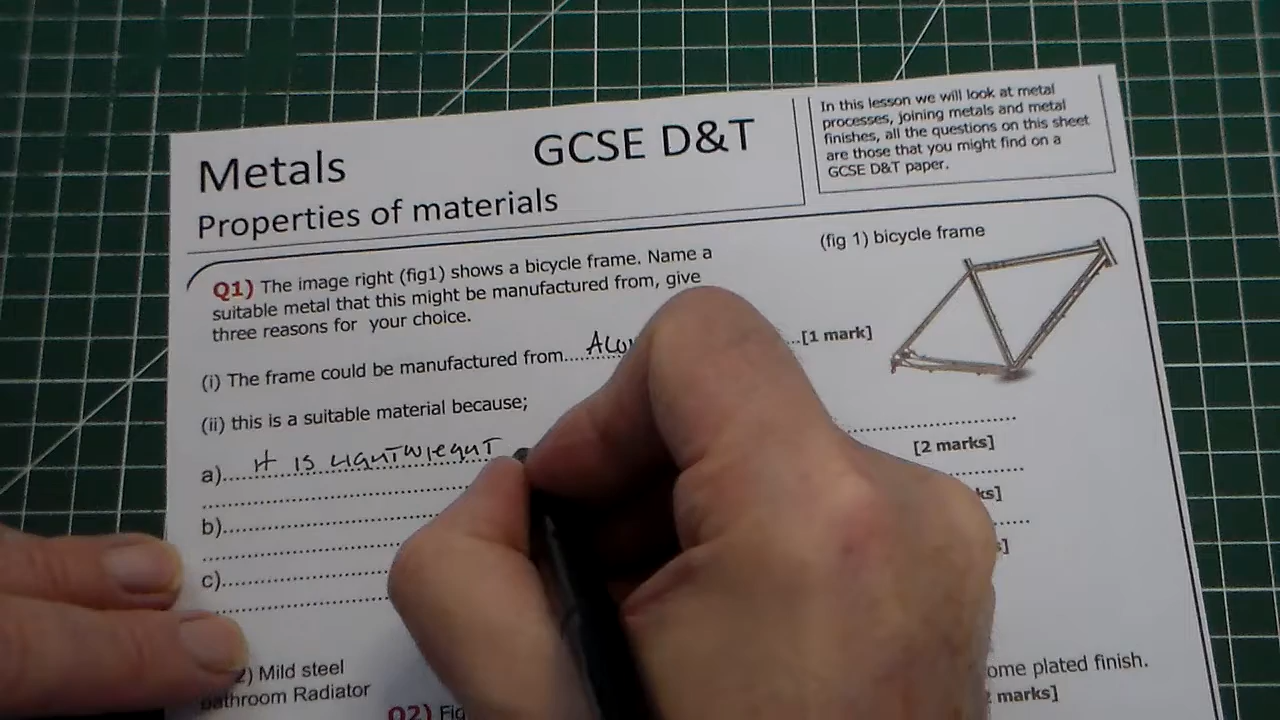 Metals
GCSE D&T
Properties of materials
In this lesson we will look at metal
processes, joining metals and metal
finishes, all the questions on this sheet
are those that you might find on a
GCSE D&T paper.
Q1) The image right (fig1) shows a bicycle frame. Name a
suitable metal that this might be manufactured from, give
three reasons for your choice.
(fig 1) bicycle frame
(i) The frame could be manufactured from.... ...[1 mark]
(ii) this is a suitable material because;
a).... It is lightwieght
[2 marks]
b)
c)
2) Mild steel
bathroom Radiator
Q2)
plated finish.
marks]